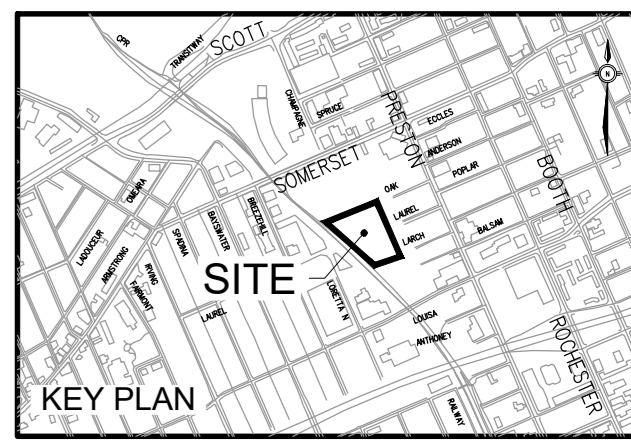 CPR
TRANSITWAY
SCOTT
CHAMPAGNE
SPRUCE
PRESTON
ECCLES
ANDERSON
POPLAR
BOOTH
N
SOMERSET
OAK
LAUREL
LARCH
BALSAM
OMEARA
LADOUCEUR
ARMSTRONG
IRVING
FAIRMONT
SPADINA
BAYSWATER
BREEZEHILL
SITE
LORETTA N
LAUREL
LOUISA
ANTHONEY
ROCHESTER
RAILWAY
KEY PLAN